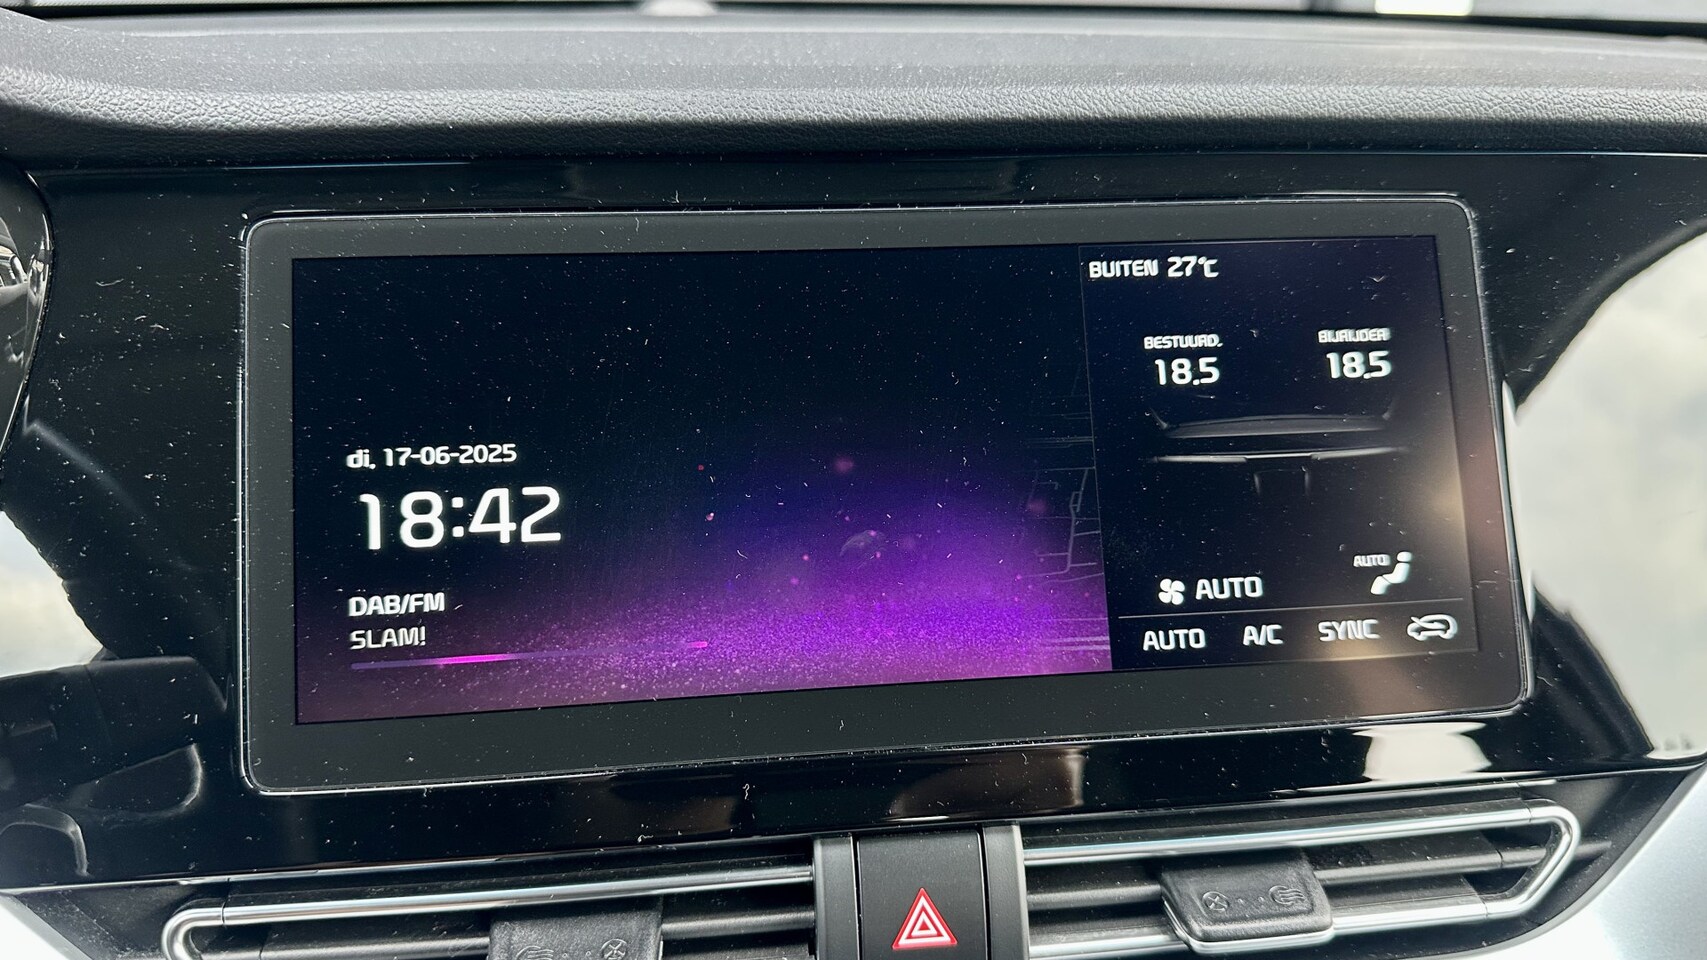 BUITEN 27°C
BESTUURD.
18.5
BIJRIJDER
18.5
di, 17-06-2025
18:42
DAB/FM
SLAM!
AUTO
AUTO
AUTO
A/C
SYNC